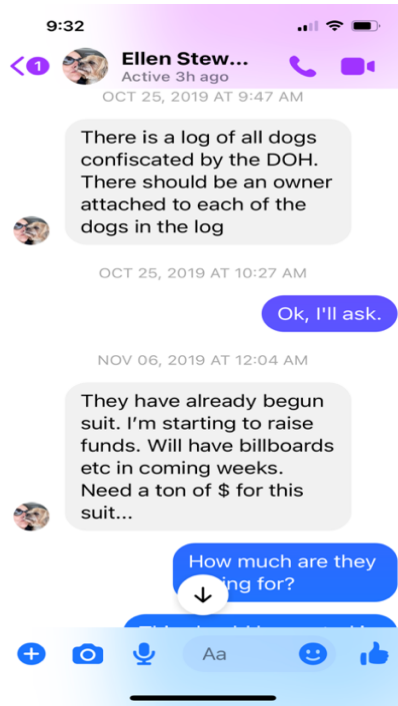 9:32
1
Ellen Stew...
Active 3h ago
OCT 25, 2019 AT 9:47 AM
There is a log of all dogs
confiscated by the DOH.
There should be an owner
attached to each of the
dogs in the log
OCT 25, 2019 AT 10:27 AM
Ok, I'll ask.
NOV 06, 2019 AT 12:04 AM
They have already begun
suit. I'm starting to raise
funds. Will have billboards
etc in coming weeks.
Need a ton of $ for this
suit...
How much are they
ing for?
Aa